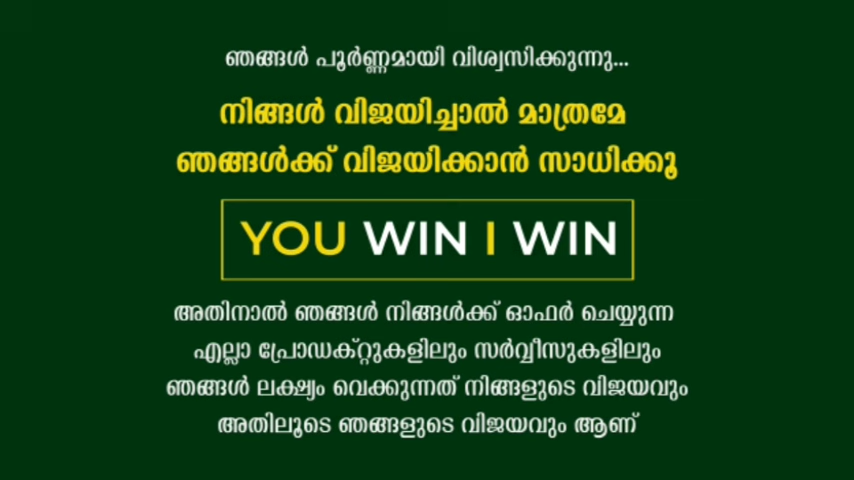 ഞങ്ങൾ പൂർണ്ണമായി വിശ്വസിക്കുന്നു...
നിങ്ങൾ വിജയിച്ചാൽ മാത്രമേ
ഞങ്ങൾക്ക് വിജയിക്കാൻ സാധിക്കൂ
YOU WIN I WIN
അതിനാൽ ഞങ്ങൾ നിങ്ങൾക്ക് ഓഫർ ചെയ്യുന്ന
എല്ലാ പ്രോഡക്റ്റുകളിലും സർവ്വീസുകളിലും
ഞങ്ങൾ ലക്ഷ്യം വെക്കുന്നത് നിങ്ങളുടെ വിജയവും
അതിലൂടെ ഞങ്ങളുടെ വിജയവും ആണ്